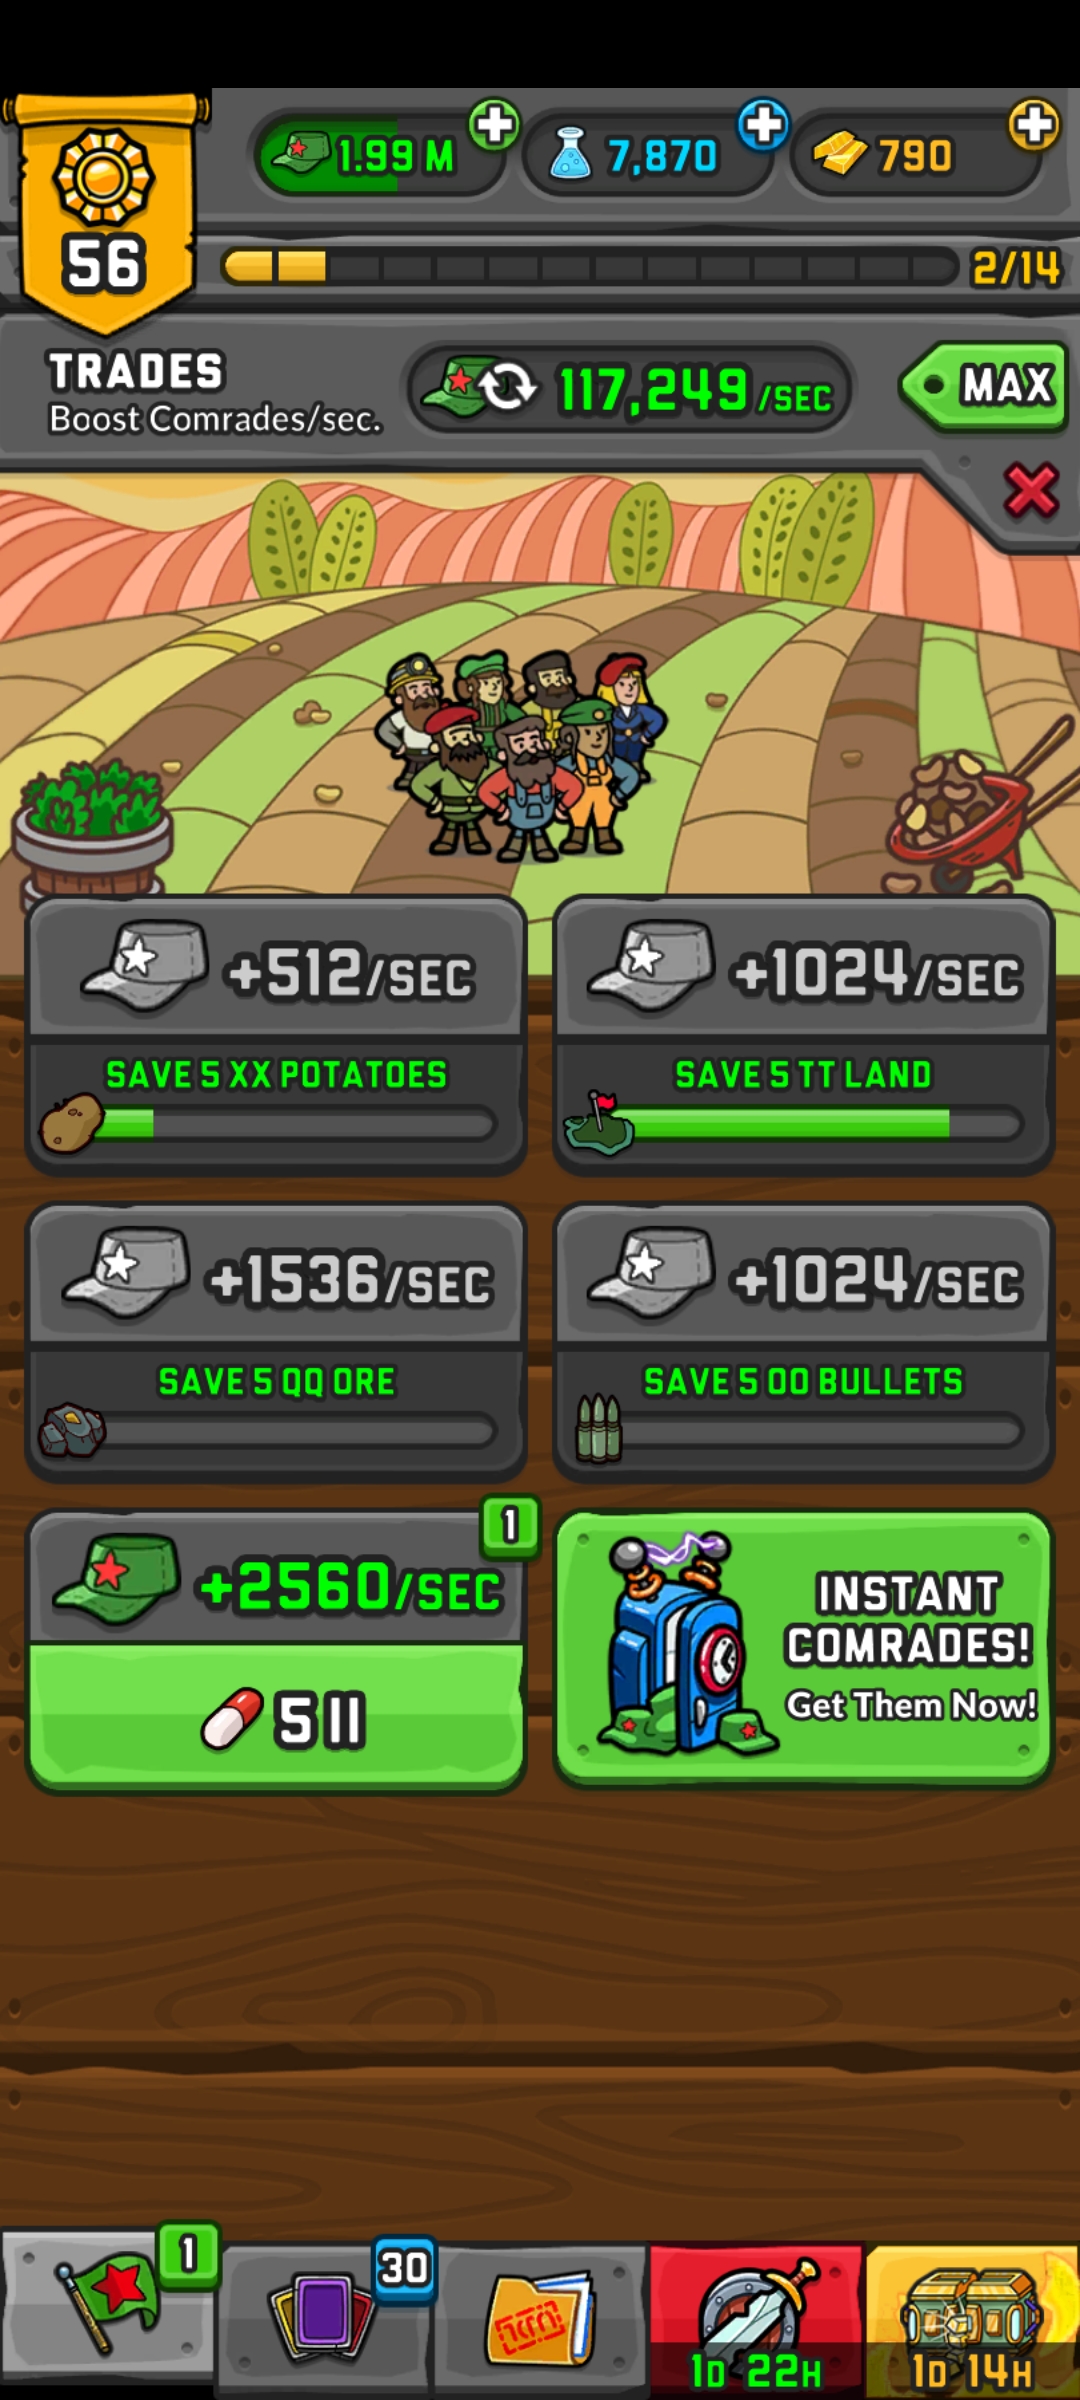 56
1.99 M
7,870
790
2/14
TRADES
Boost Comrades/sec.
117,249 /SEC
MAX
+512/SEC
SAVE 5 XX POTATOES
+1024/SEC
SAVE 5 TT LAND
+1536/SEC
SAVE 5 QQ ORE
+1024/SEC
SAVE 5 OO BULLETS
1
+2560/SEC
5 II
INSTANT
COMRADES!
Get Them Now!
1
30
1D 22H
1D 14H